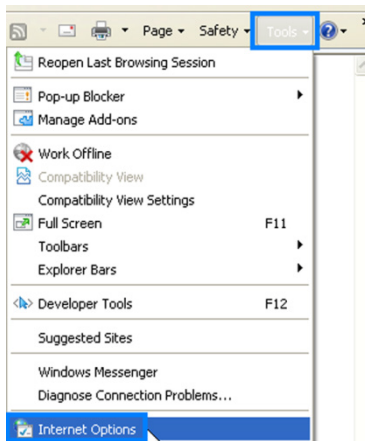 Page Safety Tools
Reopen Last Browsing Session
Pop-up Blocker
Manage Add-ons
Work Offline
Compatibility View
Compatibility View Settings
Full Screen F11
Toolbars
Explorer Bars
Developer Tools F12
Suggested Sites
Windows Messenger
Diagnose Connection Problems...
Internet Options